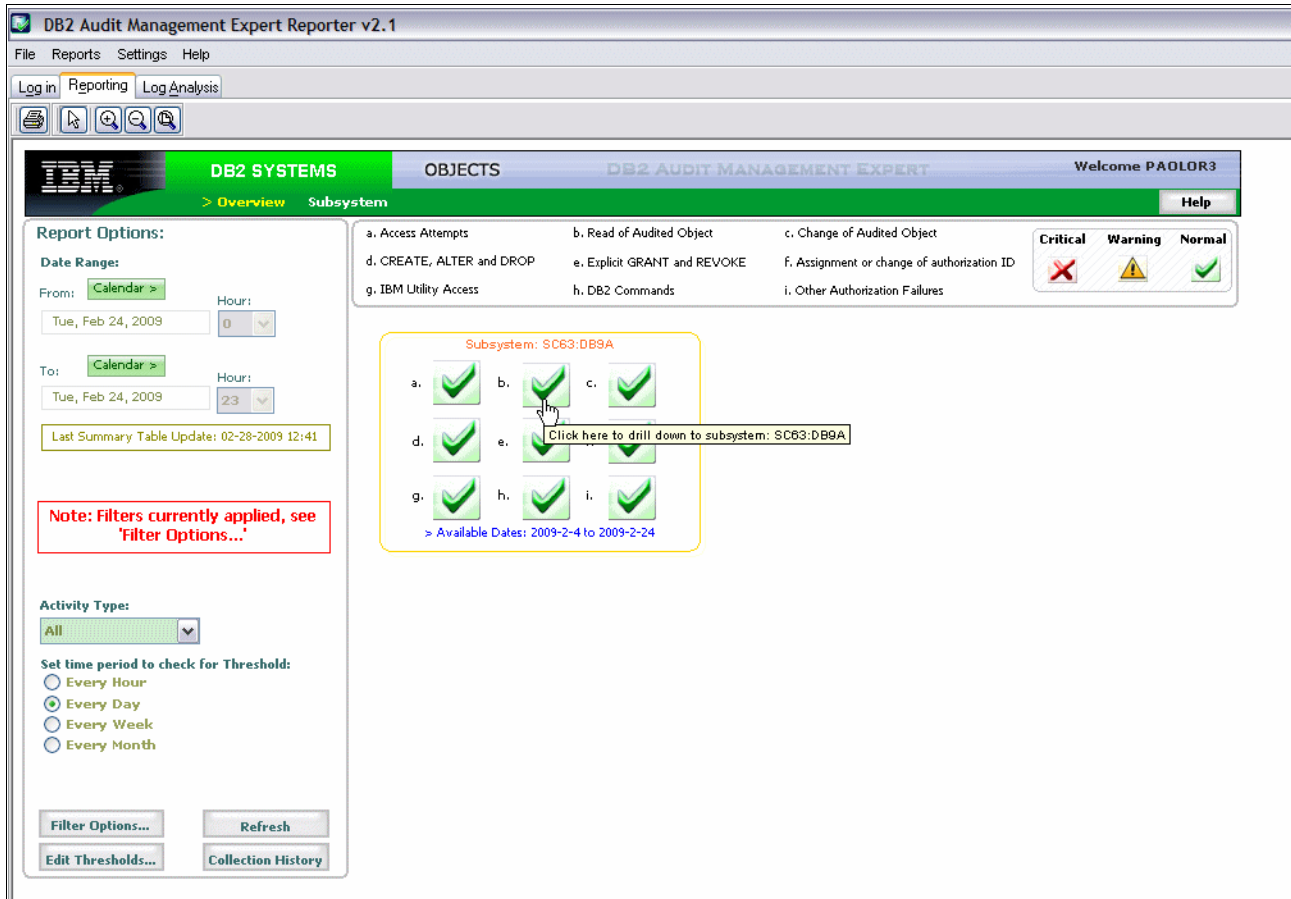 DB2 Audit Management Expert Reporter v2.1
File Reports Settings Help
Log in Reporting Log Analysis
IBM DB2 SYSTEMS OBJECTS DB2 AUDIT MANAGEMENT EXPERT Welcome PAOLOR3
> Overview Subsystem Help
Report Options:
Date Range:
From: Calendar >
Hour:
Tue, Feb 24, 2009 0
To: Calendar >
Hour:
Tue, Feb 24, 2009 23
Last Summary Table Update: 02-28-2009 12:41
Note: Filters currently applied, see
'Filter Options...'
Activity Type:
All
Set time period to check for Threshold:
Every Hour
Every Day
Every Week
Every Month
Filter Options... Refresh
Edit Thresholds... Collection History
a. Access Attempts b. Read of Audited Object c. Change of Audited Object
d. CREATE, ALTER and DROP e. Explicit GRANT and REVOKE f. Assignment or change of authorization ID
g. IBM Utility Access h. DB2 Commands i. Other Authorization Failures
Critical Warning Normal
Subsystem: SC63:DB9A
a. b. c.
Click here to drill down to subsystem: SC63:DB9A
d. e.
g. h. i.
> Available Dates: 2009-2-4 to 2009-2-24